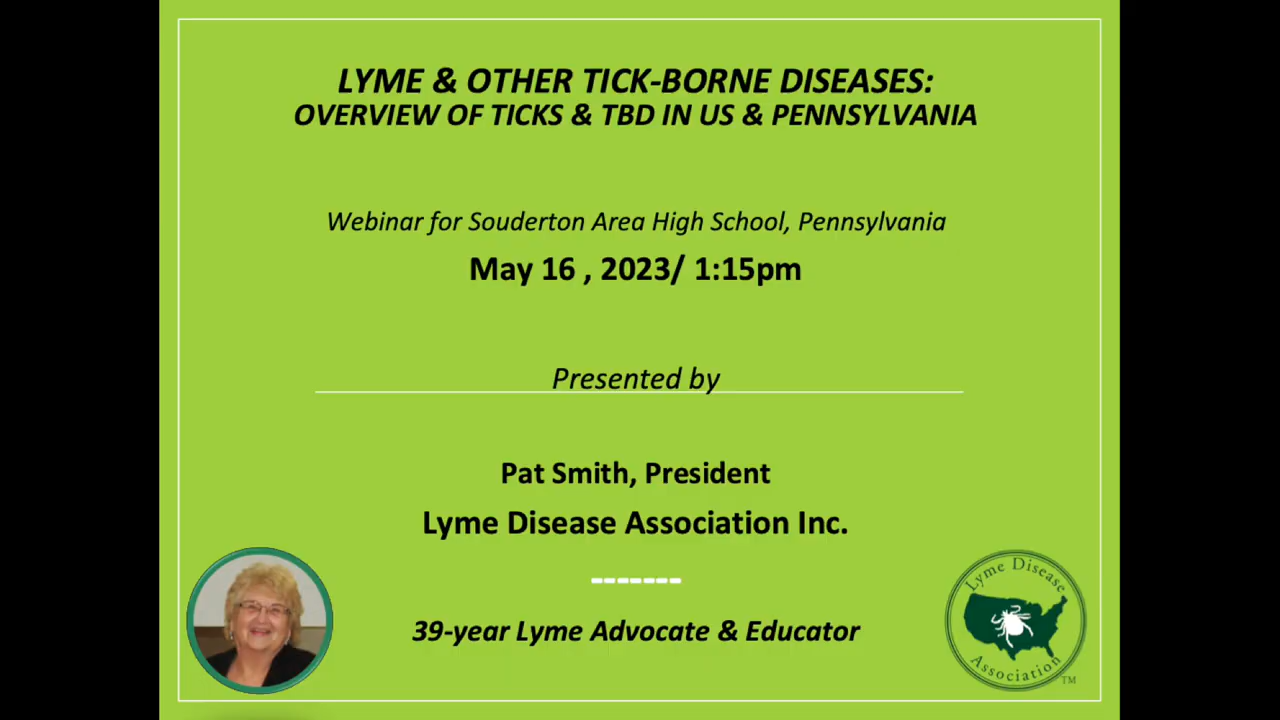 LYME & OTHER TICK-BORNE DISEASES:
OVERVIEW OF TICKS & TBD IN US & PENNSYLVANIA
Webinar for Souderton Area High School, Pennsylvania
May 16 , 2023/ 1:15pm
Presented by
Pat Smith, President
Lyme Disease Association Inc.
-------
39-year Lyme Advocate & Educator
Lyme Disease
Association
TM